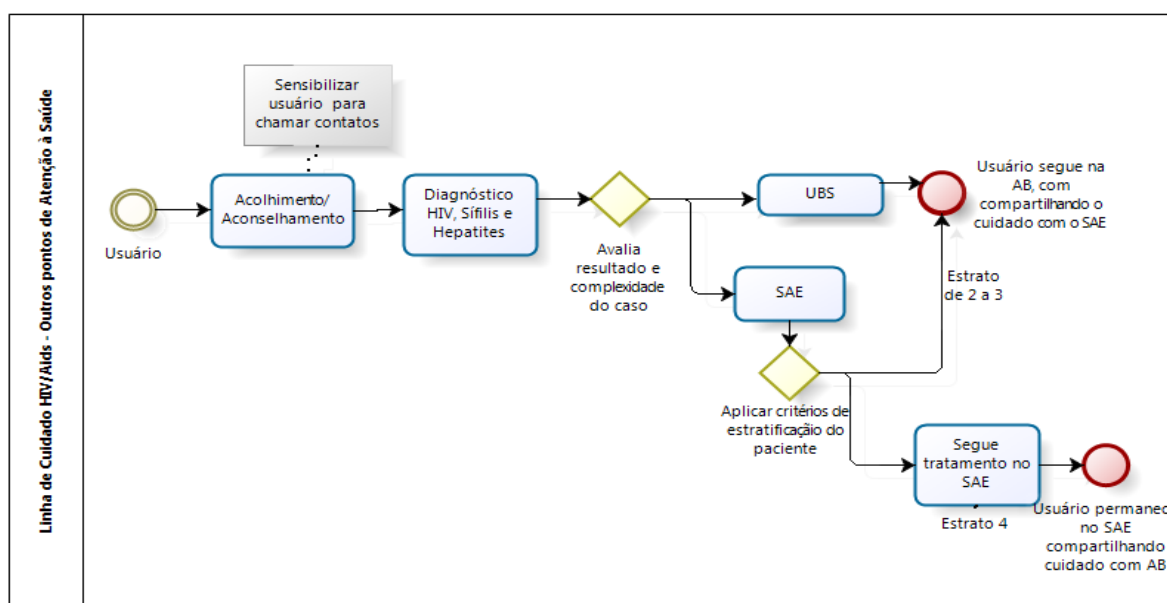 Linha de Cuidado HIV/Aids - Outros pontos de Atenção à Saúde
Sensibilizar
usuário para
chamar contatos
Usuário
Acolhimento/
Aconselhamento
Diagnóstico
HIV, Sífilis e
Hepatites
Avalia
resultado e
complexidade
do caso
UBS
Usuário segue na
AB, com
compartilhando o
cuidado com o SAE
SAE
Estrato
de 2 a 3
Aplicar critérios de
estratificação do
paciente
Segue
tratamento no
SAE
Estrato 4
Usuário permanec
no SAE
compartilhando
cuidado com AB